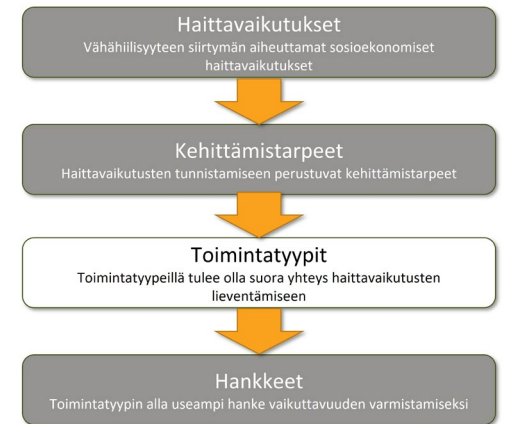 Haittavaikutukset
Vähähiilisyyteen siirtymän aiheuttamat sosioekonomiset
haittavaikutukset
Kehittämistarpeet
Haittavaikutusten tunnistamiseen perustuvat kehittämistarpeet
Toimintatyypit
Toimintatyypeillä tulee olla suora yhteys haittavaikutusten
lieventämiseen
Hankkeet
Toimintatyypin alla useampi hanke vaikuttavuuden varmistamiseksi